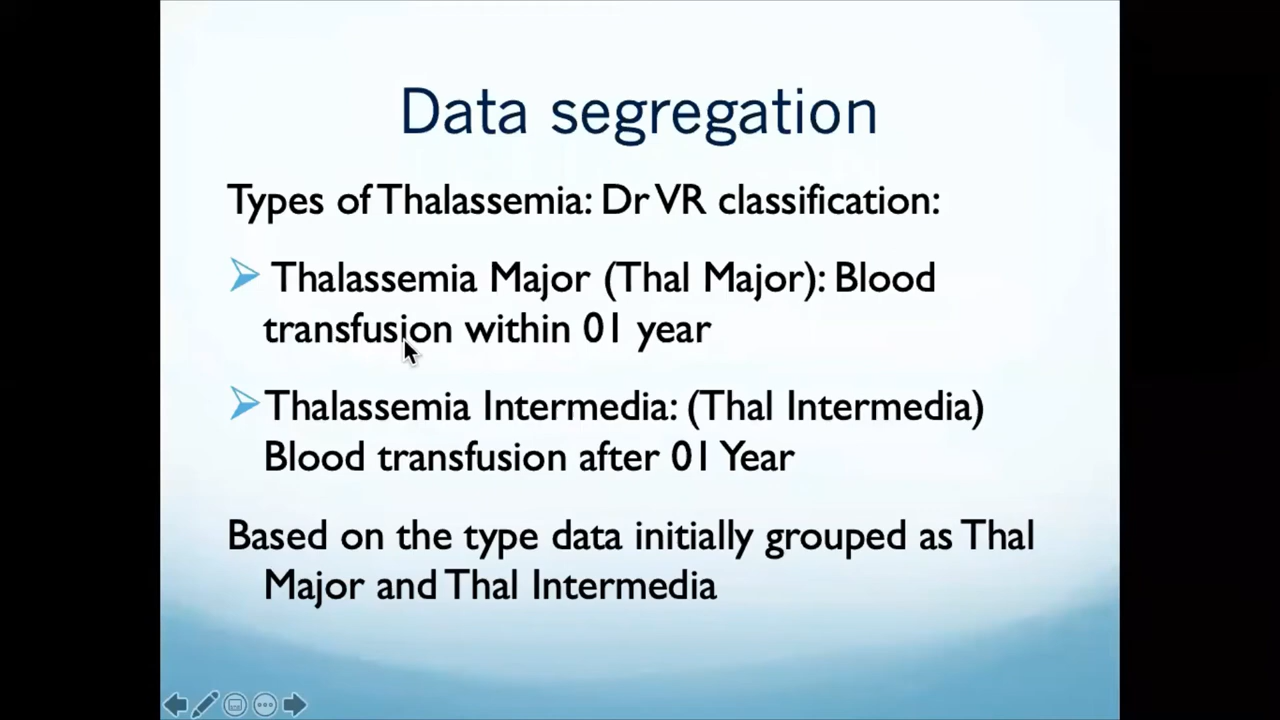 Data segregation
Types of Thalassemia: Dr VR classification:
Thalassemia Major (Thal Major): Blood
transfusion within 01 year
Thalassemia Intermedia: (Thal Intermedia)
Blood transfusion after 01 Year
Based on the type data initially grouped as Thal
Major and Thal Intermedia